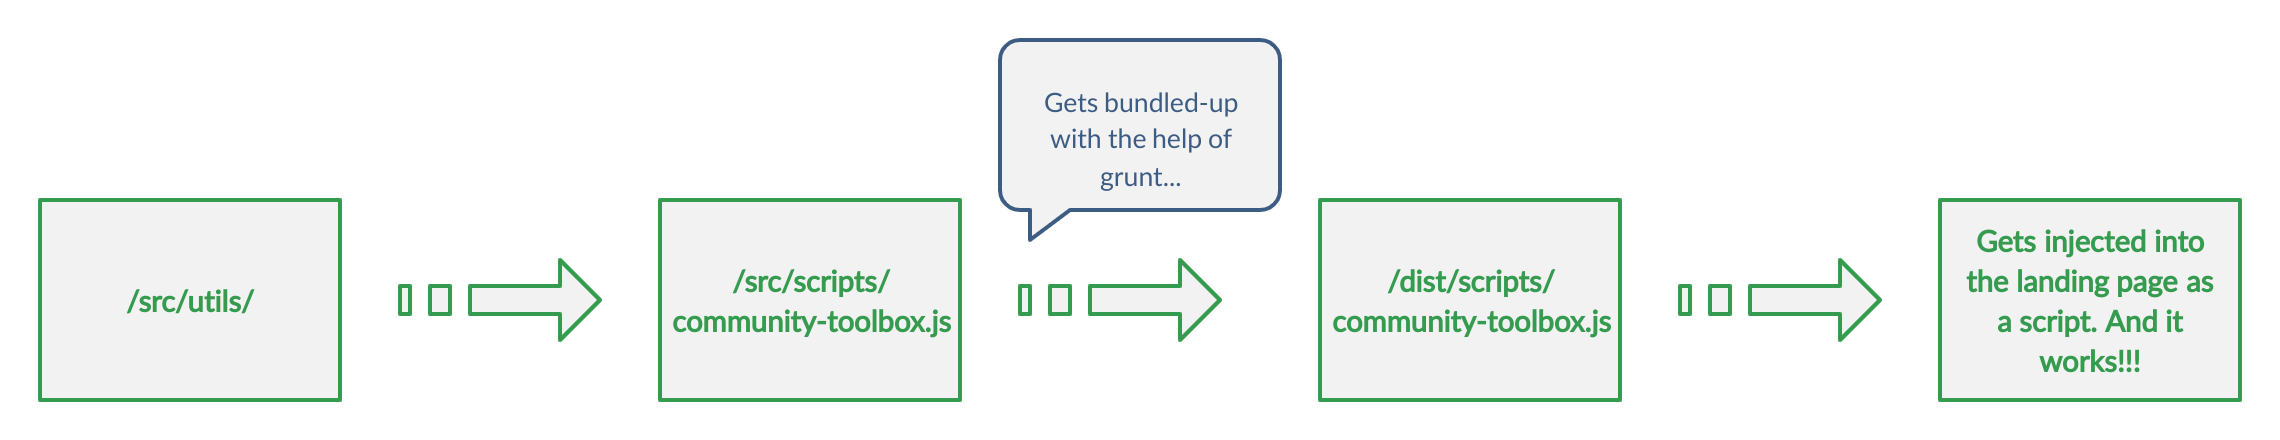 /src/utils/
/src/scripts/
community-toolbox.js
Gets bundled-up
with the help of
grunt...
/dist/scripts/
community-toolbox.js
Gets injected into
the landing page as
a script. And it
works!!!